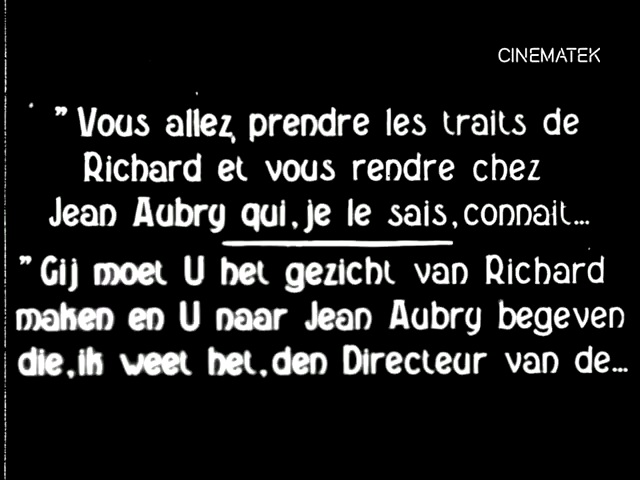 CINEMATEK
"Vous allez prendre les traits de
Richard et vous rendre chez
Jean Aubry qui, je le sais, connait...
"Gij moet U het gezicht van Richard
maken en U naar Jean Aubry begeven
die, ik weet het, den Directeur van de...